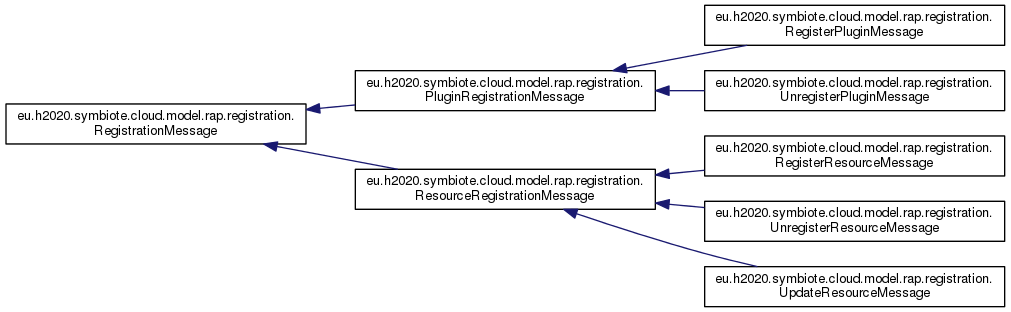 eu.h2020.symbiote.cloud.model.rap.registration.
RegistrationMessage
eu.h2020.symbiote.cloud.model.rap.registration.
PluginRegistrationMessage
eu.h2020.symbiote.cloud.model.rap.registration.
ResourceRegistrationMessage
eu.h2020.symbiote.cloud.model.rap.registration.
RegisterPluginMessage
eu.h2020.symbiote.cloud.model.rap.registration.
UnregisterPluginMessage
eu.h2020.symbiote.cloud.model.rap.registration.
RegisterResourceMessage
eu.h2020.symbiote.cloud.model.rap.registration.
UnregisterResourceMessage
eu.h2020.symbiote.cloud.model.rap.registration.
UpdateResourceMessage